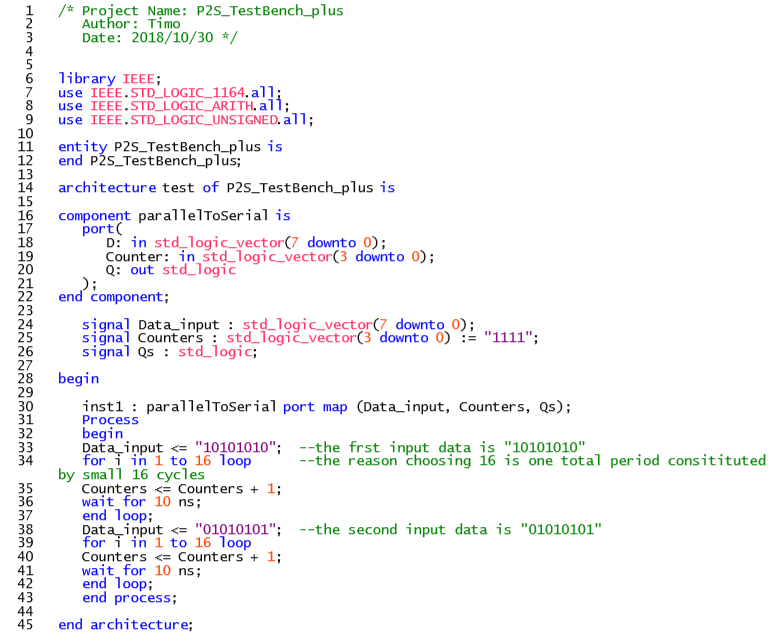 1 /* Project Name: P2S_TestBench_plus
2 Author: Timo
3 Date: 2018/10/30 */
4
5
6 library IEEE;
7 use IEEE.STD_LOGIC_1164.all;
8 use IEEE.STD_LOGIC_ARITH.all;
9 use IEEE.STD_LOGIC_UNSIGNED.all;
10
11 entity P2S_TestBench_plus is
12 end P2S_TestBench_plus;
13
14 architecture test of P2S_TestBench_plus is
15
16 component parallelToSerial is
17 port(
18 D: in std_logic_vector(7 downto 0);
19 Counter: in std_logic_vector(3 downto 0);
20 Q: out std_logic
21 );
22 end component;
23
24 signal Data_input : std_logic_vector(7 downto 0);
25 signal Counters : std_logic_vector(3 downto 0) := "1111";
26 signal Qs : std_logic;
27
28 begin
29
30 inst1 : parallelToSerial port map (Data_input, Counters, Qs);
31 Process
32 begin
33 Data_input <= "10101010"; --the frst input data is "10101010"
34 for i in 1 to 16 loop --the reason choosing 16 is one total period consitituted
by small 16 cycles
35 Counters <= Counters + 1;
36 wait for 10 ns;
37 end loop;
38 Data_input <= "01010101"; --the second input data is "01010101"
39 for i in 1 to 16 loop
40 Counters <= Counters + 1;
41 wait for 10 ns;
42 end loop;
43 end process;
44
45 end architecture;